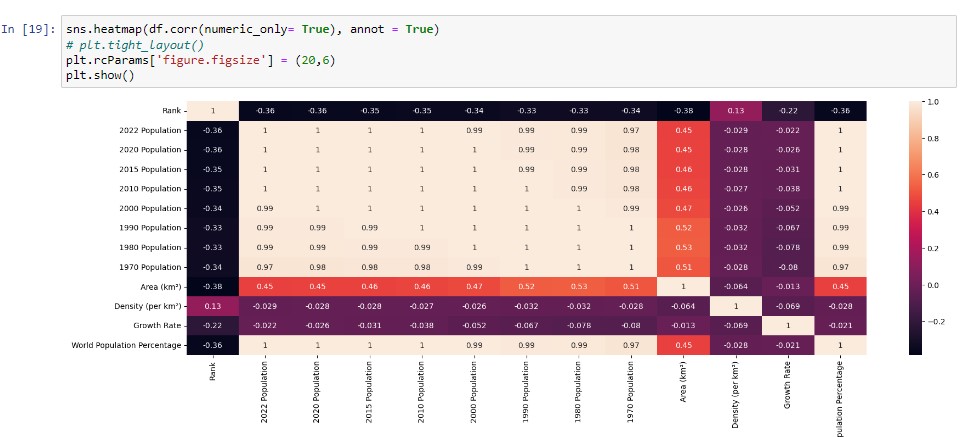 In [19]: sns.heatmap(df.corr(numeric_only= True), annot = True)
# plt.tight_layout()
plt.rcParams['figure.figsize'] = (20,6)
plt.show()
Rank 1 -0.36 -0.36 -0.35 -0.35 -0.34 -0.33 -0.33 -0.34 -0.38 0.13 -0.22 -0.36
2022 Population -0.36 1 1 1 1 0.99 0.99 0.99 0.97 0.45 -0.029 -0.022 1
2020 Population -0.36 1 1 1 1 1 0.99 0.99 0.98 0.45 -0.028 -0.026 1
2015 Population -0.35 1 1 1 1 1 0.99 0.99 0.98 0.46 -0.028 -0.031 1
2010 Population -0.35 1 1 1 1 1 1 0.99 0.98 0.46 -0.027 -0.038 1
2000 Population -0.34 0.99 1 1 1 1 1 1 0.99 0.47 -0.026 -0.052 0.99
1990 Population -0.33 0.99 0.99 0.99 1 1 1 1 1 0.52 -0.032 -0.067 0.99
1980 Population -0.33 0.99 0.99 0.99 0.99 1 1 1 1 0.53 -0.032 -0.078 0.99
1970 Population -0.34 0.97 0.98 0.98 0.98 0.99 1 1 1 0.51 -0.028 -0.08 0.97
Area (km²) -0.38 0.45 0.45 0.46 0.46 0.47 0.52 0.53 0.51 1 -0.064 -0.013 0.45
Density (per km²) 0.13 -0.029 -0.028 -0.028 -0.027 -0.026 -0.032 -0.032 -0.028 -0.064 1 -0.069 -0.028
Growth Rate -0.22 -0.022 -0.026 -0.031 -0.038 -0.052 -0.067 -0.078 -0.08 -0.013 -0.069 1 -0.021
World Population Percentage -0.36 1 1 1 1 0.99 0.99 0.99 0.97 0.45 -0.028 -0.021 1
Rank
2022 Population
2020 Population
2015 Population
2010 Population
2000 Population
1990 Population
1980 Population
1970 Population
Area (km²)
Density (per km²)
Growth Rate
pulation Percentage
1.0
0.8
0.6
0.4
0.2
0.0
−0.2